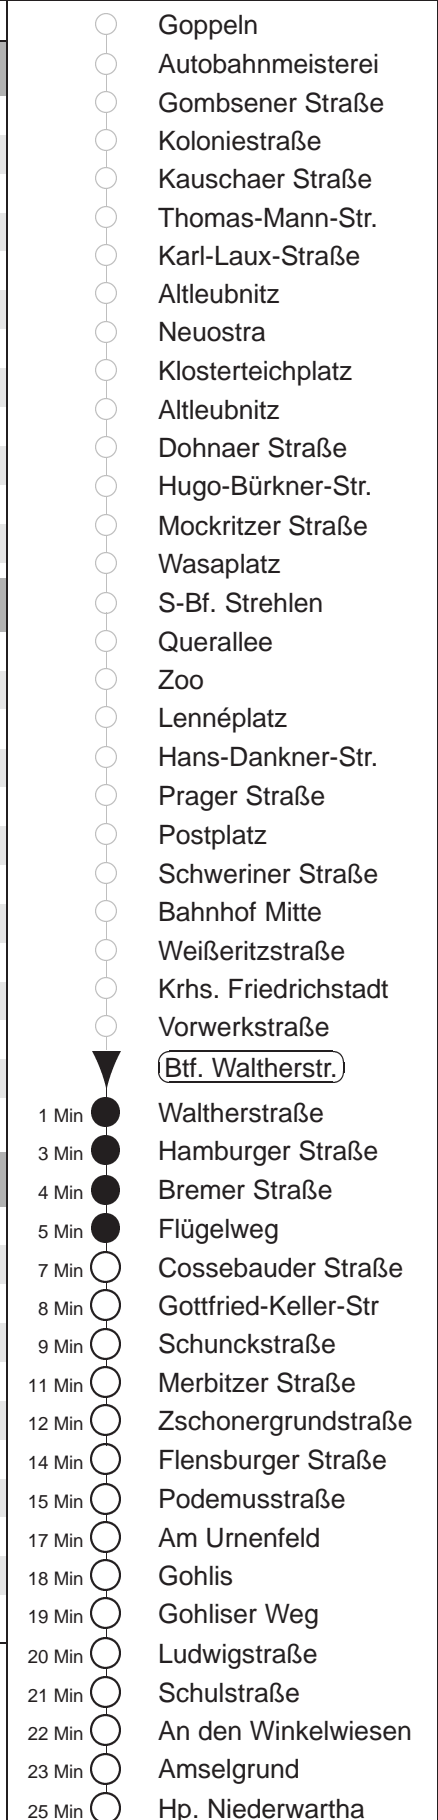 Goppeln
Autobahnmeisterei
Gombsener Straße
Koloniestraße
Kauschaer Straße
Thomas-Mann-Str.
Karl-Laux-Straße
Altleubnitz
Neuostra
Klosterteichplatz
Altleubnitz
Dohnaer Straße
Hugo-Bürkner-Str.
Mockritzer Straße
Wasaplatz
S-Bf. Strehlen
Querallee
Zoo
Lennéplatz
Hans-Dankner-Str.
Prager Straße
Postplatz
Schweriner Straße
Bahnhof Mitte
Weißeritzstraße
Krhs. Friedrichstadt
Vorwerkstraße
Btf. Waltherstr.
1 Min Waltherstraße
3 Min Hamburger Straße
4 Min Bremer Straße
5 Min Flügelweg
7 Min Cossebauder Straße
8 Min Gottfried-Keller-Str
9 Min Schunckstraße
11 Min Merbitzer Straße
12 Min Zschonergrundstraße
14 Min Flensburger Straße
15 Min Podemusstraße
17 Min Am Urnenfeld
18 Min Gohlis
19 Min Gohliser Weg
20 Min Ludwigstraße
21 Min Schulstraße
22 Min An den Winkelwiesen
23 Min Amselgrund
25 Min Hp. Niederwartha